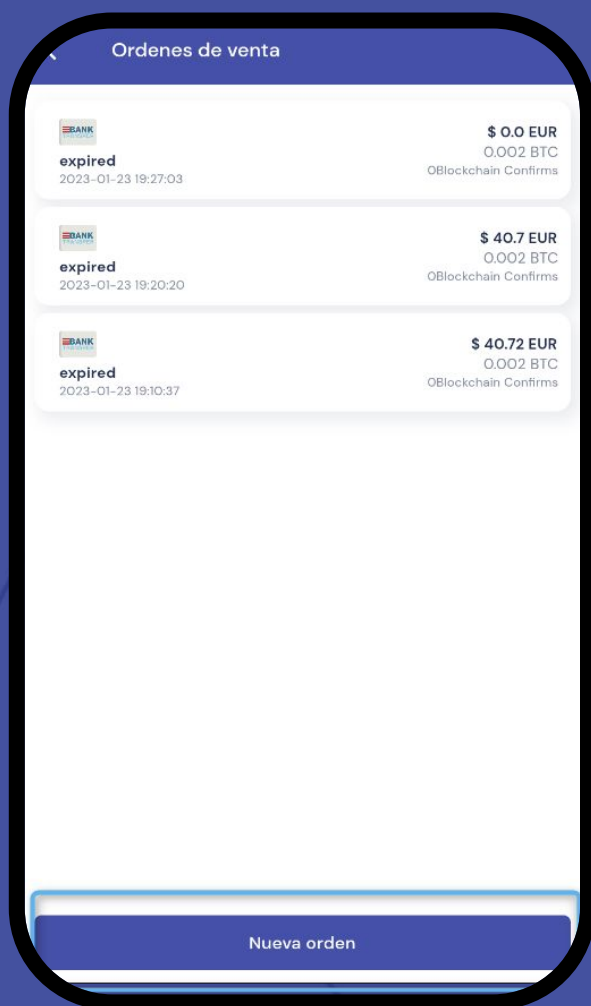 Ordenes de venta
BANK
$ 0.0 EUR
expired
0.002 BTC
2023-01-23 19:27:03
0Blockchain Confirms
BANK
$ 40.7 EUR
expired
0.002 BTC
2023-01-23 19:20:20
0Blockchain Confirms
BANK
$ 40.72 EUR
expired
0.002 BTC
2023-01-23 19:10:37
0Blockchain Confirms
Nueva orden